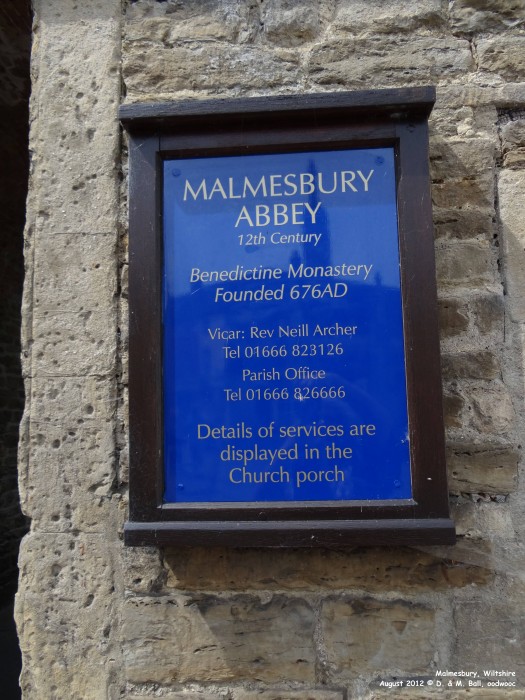 MALMESBURY
ABBEY
12th Century
Benedictine Monastery
Founded 676AD
Vicar: Rev Neill Archer
Tel 01666 823126
Parish Office
Tel 01666 826666
Details of services are
displayed in the
Church porch
Malmesbury, Wiltshire
August 2012 © D. & M. Ball, oodwooc